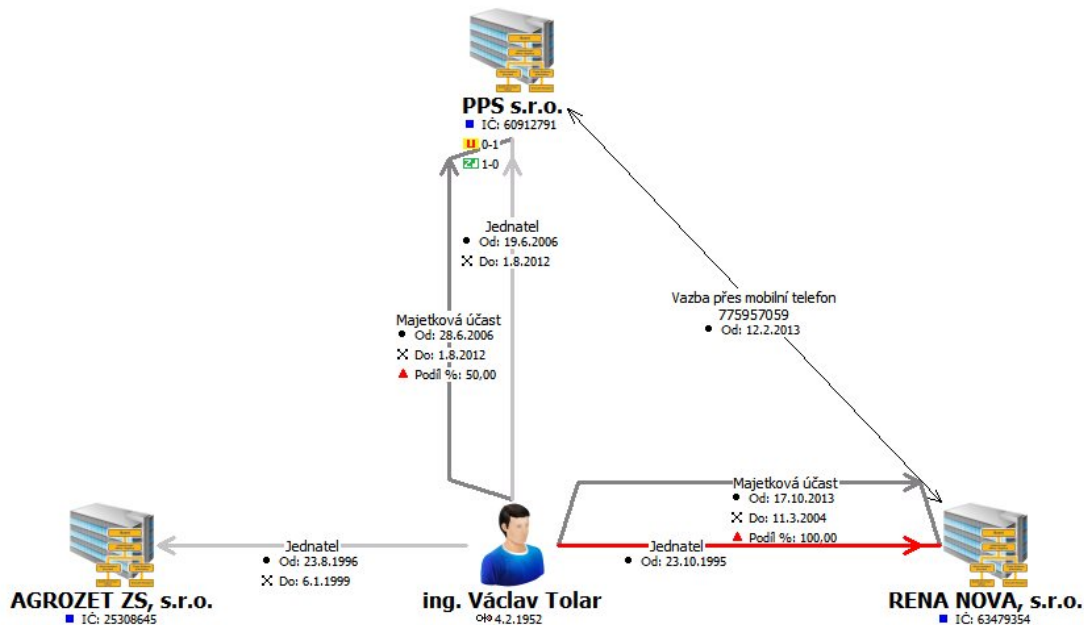 PPS s.r.o.
IČ: 60912791
U 0-1
1-0
Jednatel
Od: 19.6.2006
Do: 1.8.2012
Majetková účast
Od: 28.6.2006
Do: 1.8.2012
Podíl %: 50,00
Vazba přes mobilní telefon
775957059
Od: 12.2.2013
Majetková účast
Od: 17.10.2013
Do: 11.3.2004
Podíl %: 100,00
Jednatel
Od: 23.8.1996
Do: 6.1.1999
Jednatel
Od: 23.10.1995
AGROZET ZS, s.r.o.
IČ: 25308645
ing. Václav Tolar
4.2.1952
RENA NOVA, s.r.o.
IČ: 63479354